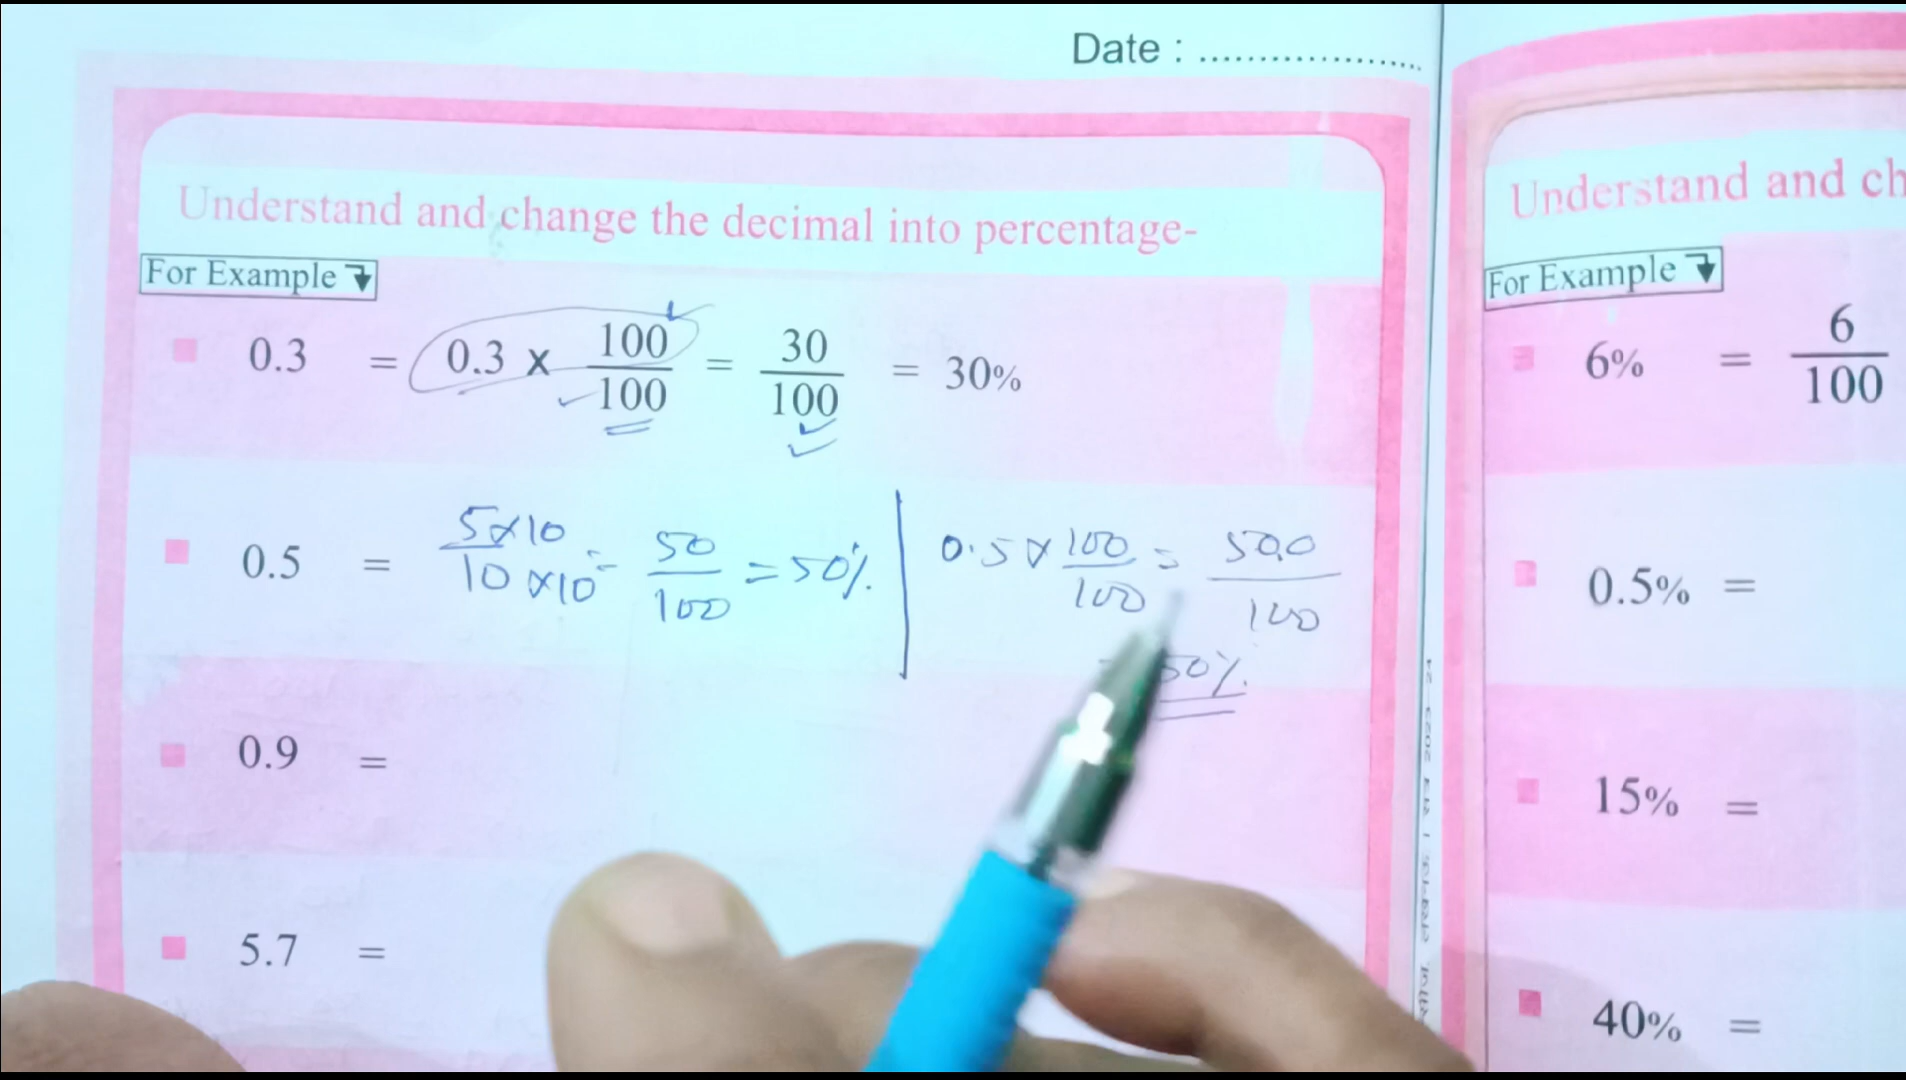 Date : ....................
Understand and change the decimal into percentage-
For Example
0.3 = 0.3 x 100/100 = 30/100 = 30%
0.5 = 5x10/10x10 = 50/100 = 50% | 0.5 x 100/100 = 50.0/100
50%
0.9 =
5.7 =
Understand and ch
For Example
6% = 6/100
0.5% =
15% =
40% =